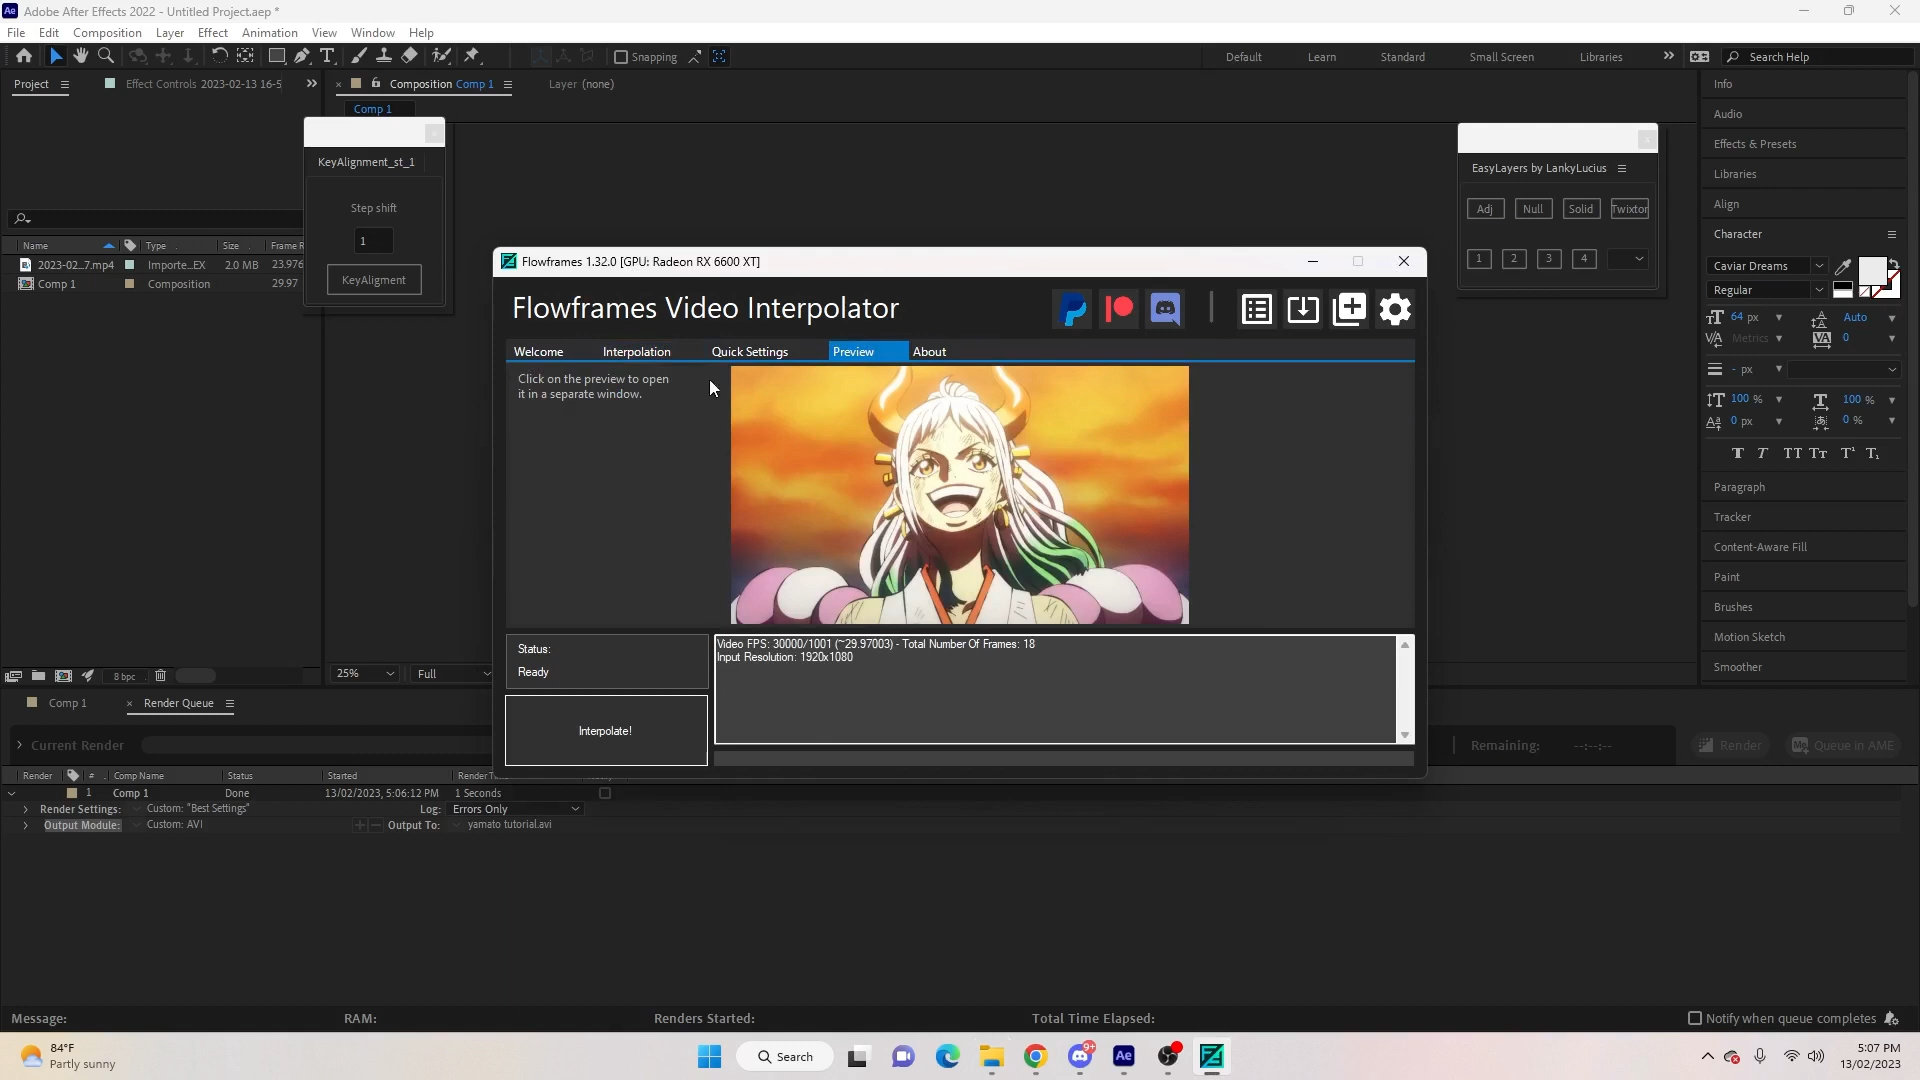 Adobe After Effects 2022 - Untitled Project.aep *
File Edit Composition Layer Effect Animation View Window Help
Snapping
Default Learn Standard Small Screen Libraries Search Help
Project Effect Controls 2023-02-13 16-5
Composition Comp 1 Layer (none)
Comp 1
KeyAlignment_st_1
Step shift
1
KeyAligment
Name Type Size Frame R
2023-02...7.mp4 Importe...EX 2.0 MB 23.976
Comp 1 Composition 29.97
8 bpc
25% Full
EasyLayers by LankyLucius
Adj Null Solid Twixtor
1 2 3 4
Info
Audio
Effects & Presets
Libraries
Align
Character
Caviar Dreams
Regular
64 px Auto
Metrics 0
- px
100 % 100 %
0 px 0 %
Paragraph
Tracker
Content-Aware Fill
Paint
Brushes
Motion Sketch
Smoother
Flowframes 1.32.0 [GPU: Radeon RX 6600 XT]
Flowframes Video Interpolator
Welcome Interpolation Quick Settings Preview About
Click on the preview to open
it in a separate window.
Status:
Ready
Interpolate!
Video FPS: 30000/1001 (~29.97003) - Total Number Of Frames: 18
Input Resolution: 1920x1080
Comp 1 Render Queue
Current Render Remaining: --:--:-- Render Queue in AME
Render # Comp Name Status Started Render Tim
1 Comp 1 Done 13/02/2023, 5:06:12 PM 1 Seconds
Render Settings: Custom: "Best Settings" Log: Errors Only
Output Module: Custom: AVI Output To: yamato tutorial.avi
Message: RAM: Renders Started: Total Time Elapsed: Notify when queue completes
84°F
Partly sunny
Search
9+
5:07 PM
13/02/2023